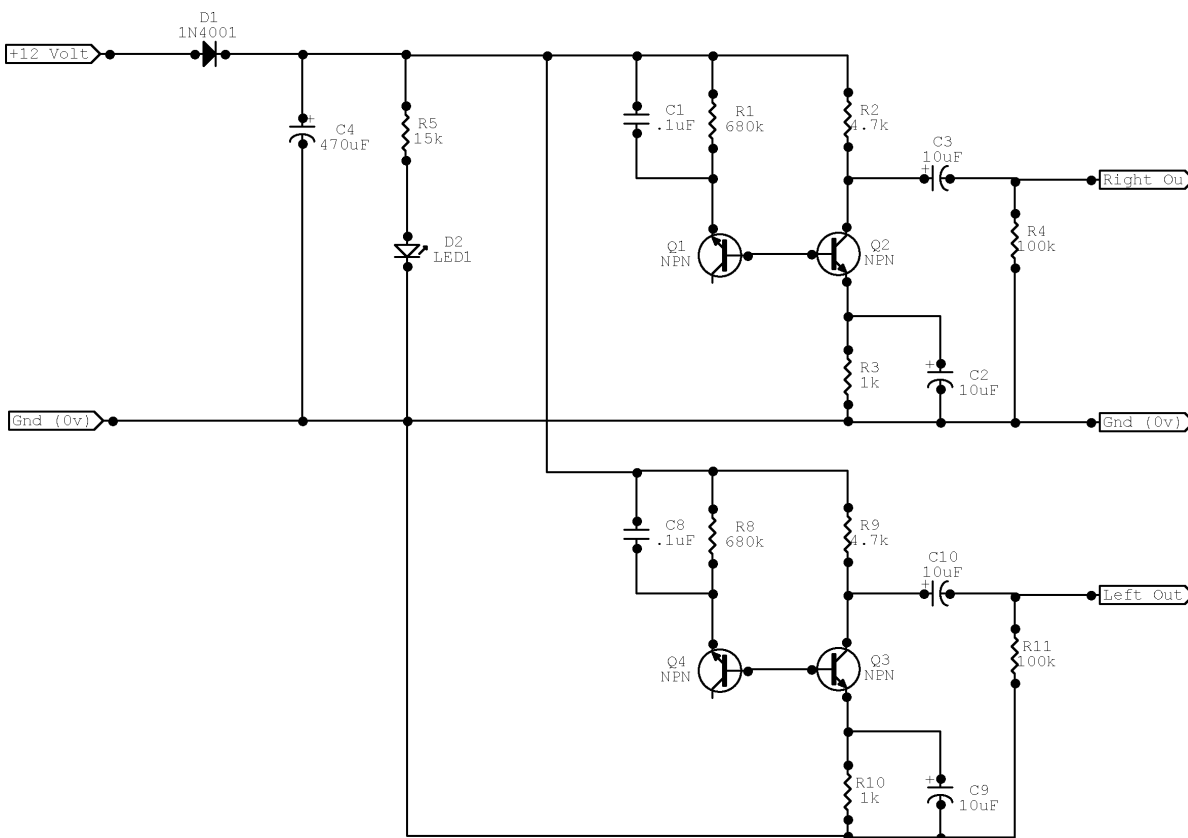 D1
1N4001
+12 Volt
C4
470uF
R5
15k
D2
LED1
C1
.1uF
R1
680k
R2
4.7k
C3
10uF
+
Right Ou
R4
100k
Q1
NPN
Q2
NPN
R3
1k
C2
10uF
+
Gnd (0v)
Gnd (0v)
C8
.1uF
R8
680k
R9
4.7k
C10
10uF
+
Left Out
R11
100k
Q4
NPN
Q3
NPN
R10
1k
C9
10uF
+
+